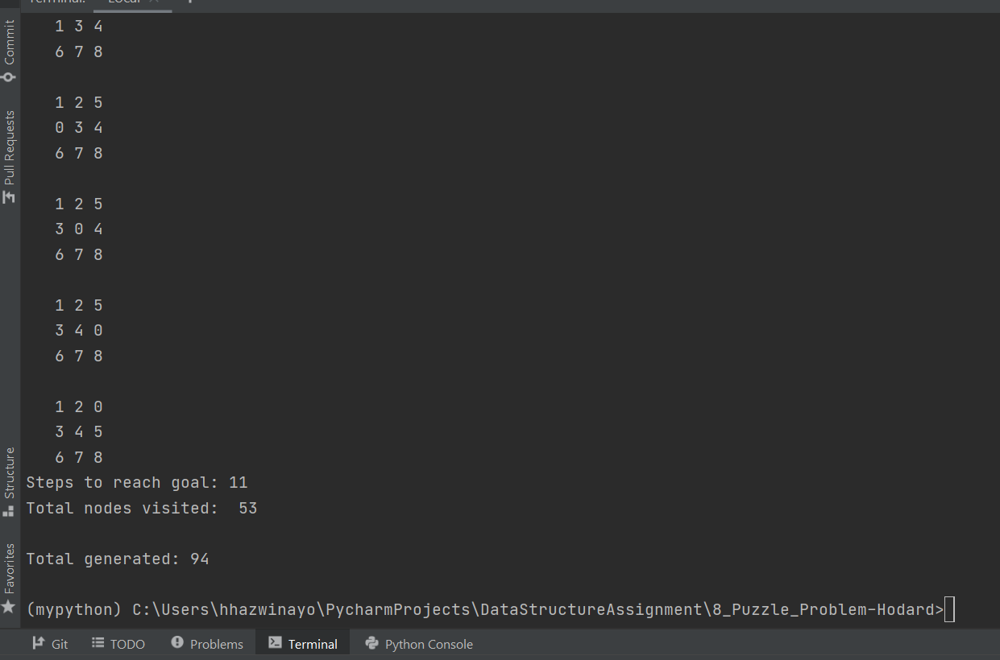 Terminal: Local
1 3 4
6 7 8
1 2 5
0 3 4
6 7 8
1 2 5
3 0 4
6 7 8
1 2 5
3 4 0
6 7 8
1 2 0
3 4 5
6 7 8
Steps to reach goal: 11
Total nodes visited:  53
Total generated: 94
(mypython) C:\Users\hhazwinayo\PycharmProjects\DataStructureAssignment\8_Puzzle_Problem-Hodard>
Commit
Pull Requests
Structure
Favorites
Git
TODO
Problems
Terminal
Python Console